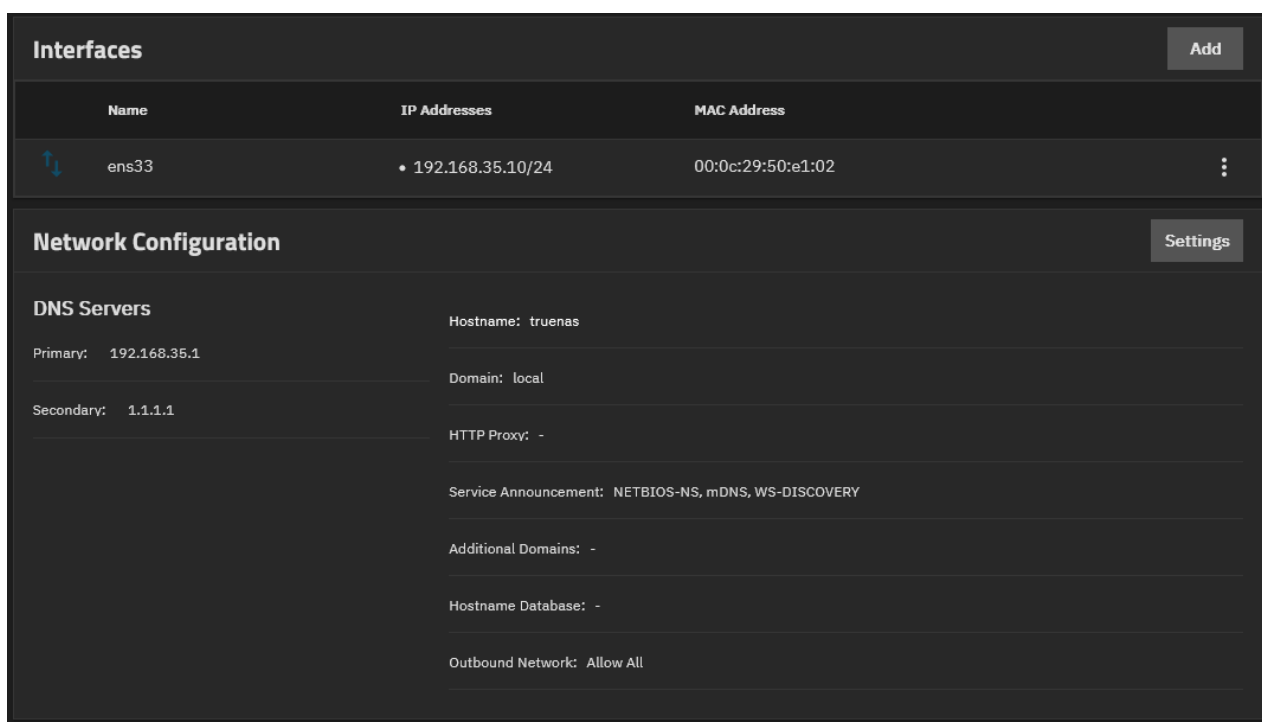 Interfaces
Add
Name IP Addresses MAC Address
ens33 • 192.168.35.10/24 00:0c:29:50:e1:02
Network Configuration
Settings
DNS Servers
Primary: 192.168.35.1
Secondary: 1.1.1.1
Hostname: truenas
Domain: local
HTTP Proxy: -
Service Announcement: NETBIOS-NS, mDNS, WS-DISCOVERY
Additional Domains: -
Hostname Database: -
Outbound Network: Allow All